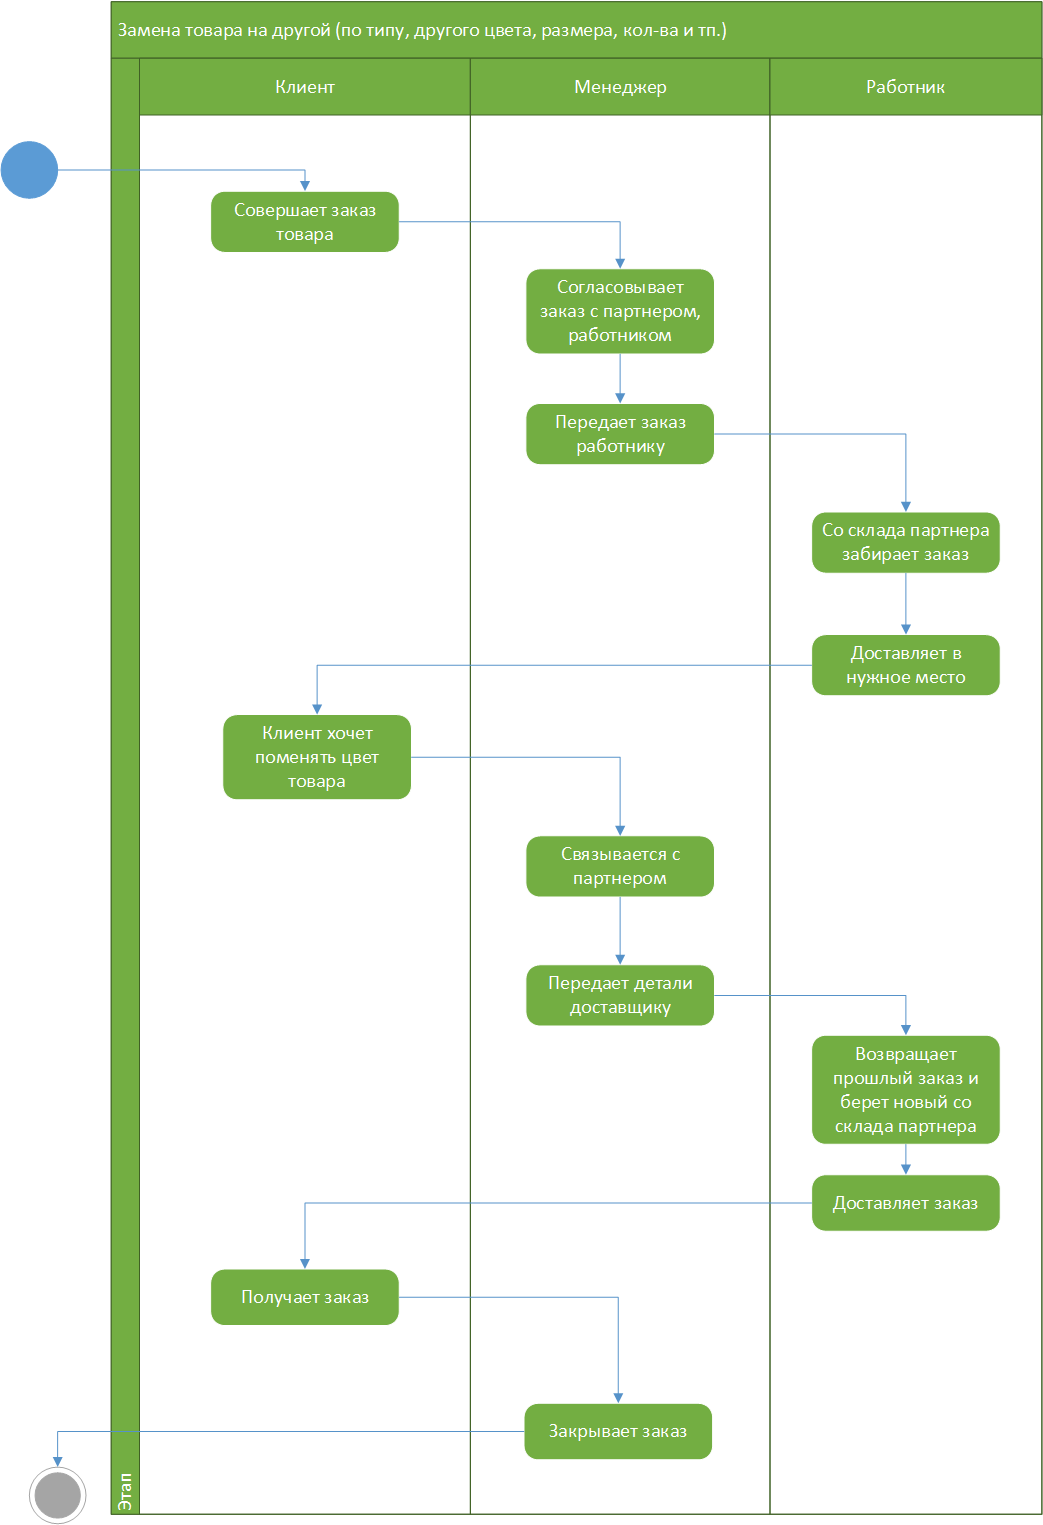 Замена товара на другой (по типу, другого цвета, размера, кол-ва и тп.)
Клиент
Менеджер
Работник
Совершает заказ
товара
Согласовывает
заказ с партнером,
работником
Передает заказ
работнику
Со склада партнера
забирает заказ
Доставляет в
нужное место
Клиент хочет
поменять цвет
товара
Связывается с
партнером
Передает детали
доставщику
Возвращает
прошлый заказ и
берет новый со
склада партнера
Доставляет заказ
Получает заказ
Закрывает заказ
Этап